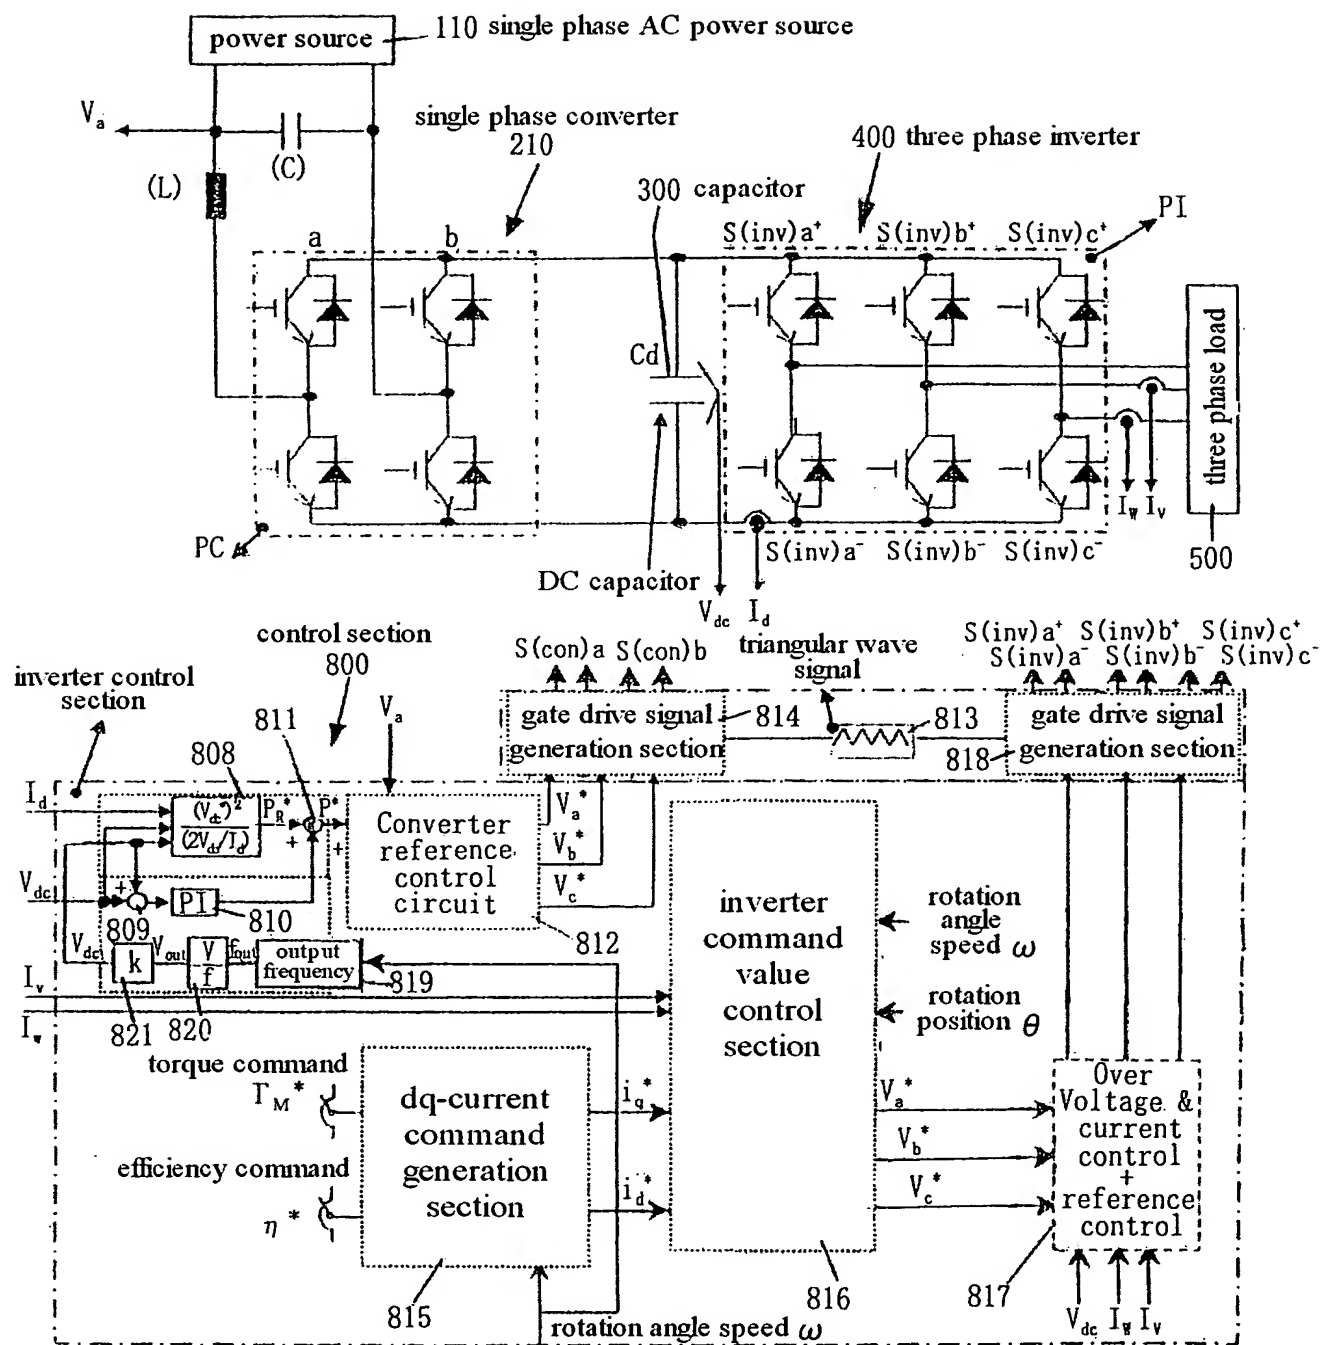 power source
110 single phase AC power source
Va
(C)
(L)
single phase converter
210
400 three phase inverter
300 capacitor
PI
a
b
S(inv)a⁺
S(inv)b⁺
S(inv)c⁺
Cd
three phase load
Iw Iv
PC
S(inv)a⁻
S(inv)b⁻
S(inv)c⁻
500
DC capacitor
Vdc Id
control section
800
inverter control
section
S(con)a
S(con)b
triangular wave
signal
S(inv)a⁺
S(inv)b⁺
S(inv)c⁺
S(inv)a⁻
S(inv)b⁻
S(inv)c⁻
Va
gate drive signal
generation section
814
813
gate drive signal
generation section
818
811
808
Id
(Vdc*)²
(2Vdc/Id)
PR*
P*
+
+
Converter
reference
control
circuit
812
Va*
Vb*
Vc*
Vdc
+
-
PI
810
809
Vdc*
k
Vout
V
f
fout
output
frequency
819
821
820
Iv
Iw
inverter
command
value
control
section
816
rotation
angle
speed ω
rotation
position θ
torque command
ΓM*
efficiency command
η*
dq-current
command
generation
section
815
iq*
id*
Va*
Vb*
Vc*
Over
Voltage &
current
control
+
reference
control
817
Vdc Iw Iv
rotation angle speed ω